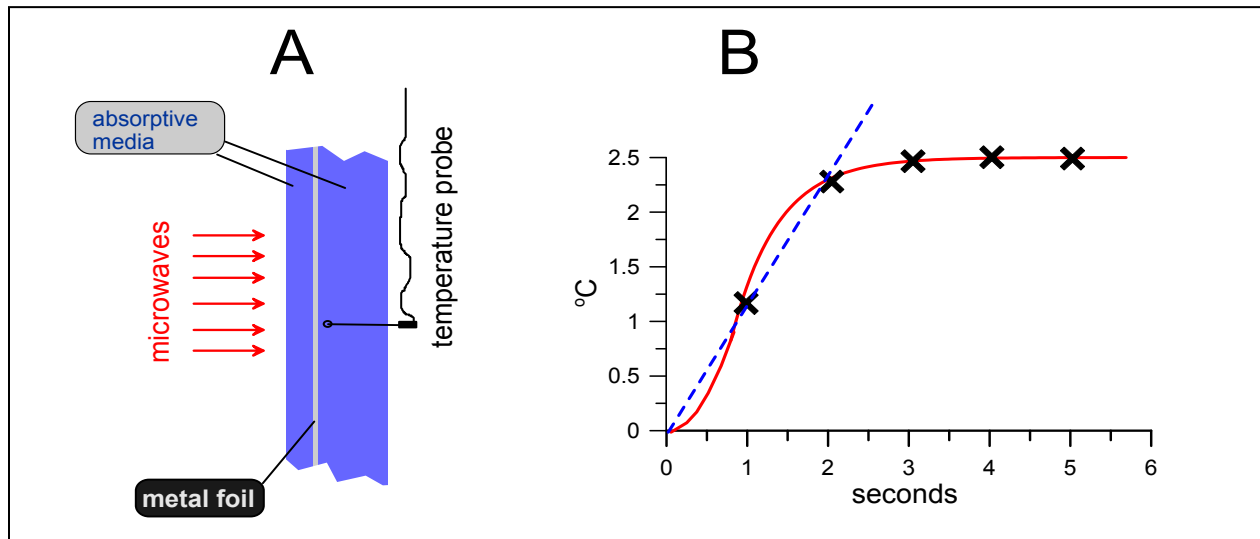 A
B
absorptive
media
microwaves
temperature probe
metal foil
ºC
2.5
2
1.5
1
0.5
0
0 1 2 3 4 5 6
seconds